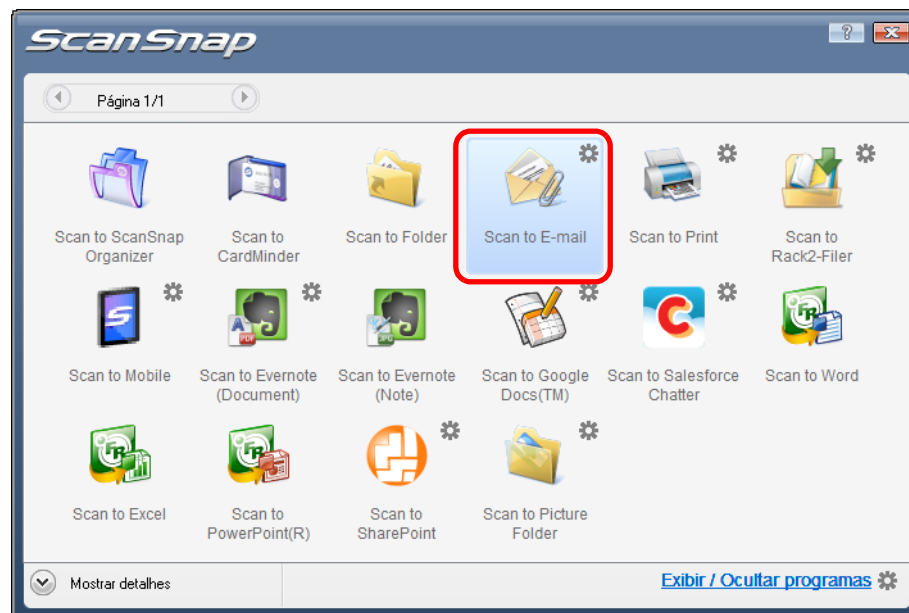 ScanSnap
Página 1/1
Scan to ScanSnap
Organizer
Scan to
CardMinder
Scan to Folder
Scan to E-mail
Scan to Print
Scan to
Rack2-Filer
Scan to Mobile
Scan to Evernote
(Document)
Scan to Evernote
(Note)
Scan to Google
Docs(TM)
Scan to Salesforce
Chatter
Scan to Word
Scan to Excel
Scan to
PowerPoint(R)
Scan to
SharePoint
Scan to Picture
Folder
Mostrar detalhes
Exibir / Ocultar programas